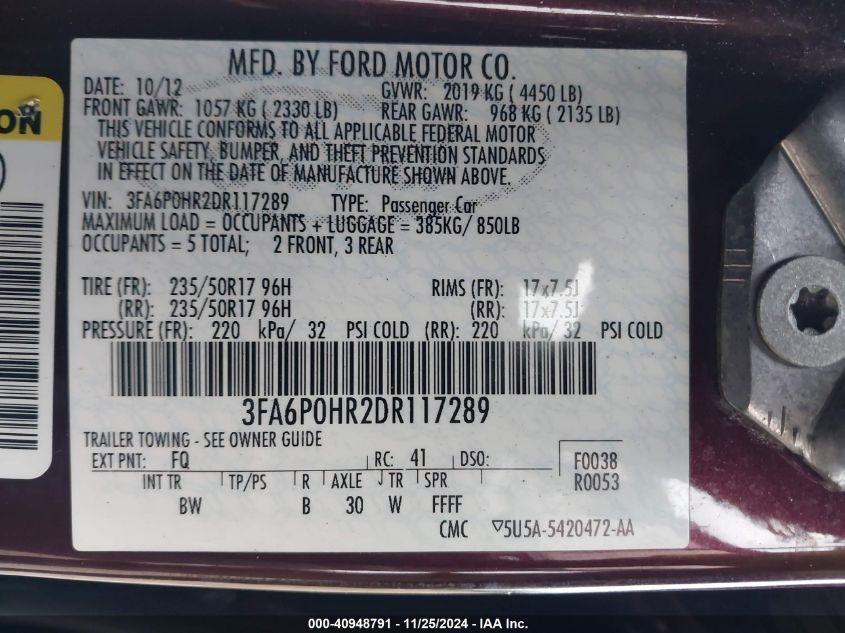 MFD. BY FORD MOTOR CO.
DATE: 10/12 GVWR: 2019 KG ( 4450 LB)
FRONT GAWR: 1057 KG ( 2330 LB) REAR GAWR: 968 KG ( 2135 LB)
THIS VEHICLE CONFORMS TO ALL APPLICABLE FEDERAL MOTOR
VEHICLE SAFETY, BUMPER, AND THEFT PREVENTION STANDARDS
IN EFFECT ON THE DATE OF MANUFACTURE SHOWN ABOVE.
VIN: 3FA6P0HR2DR117289 TYPE: Passenger Car
MAXIMUM LOAD = OCCUPANTS + LUGGAGE = 385KG/ 850LB
OCCUPANTS = 5 TOTAL; 2 FRONT, 3 REAR
TIRE (FR): 235/50R17 96H RIMS (FR): 17x7.5J
(RR): 235/50R17 96H (RR): 17x7.5J
PRESSURE (FR): 220 kPa/ 32 PSI COLD (RR): 220 kPa/ 32 PSI COLD
3FA6P0HR2DR117289
TRAILER TOWING - SEE OWNER GUIDE
EXT PNT: FQ RC: 41 DSO: F0038
R0053
INT TR TP/PS R AXLE TR SPR
BW B 30 W FFFF
CMC ▽5U5A-5420472-AA
ON
000-40948791 - 11/25/2024 - IAA Inc.